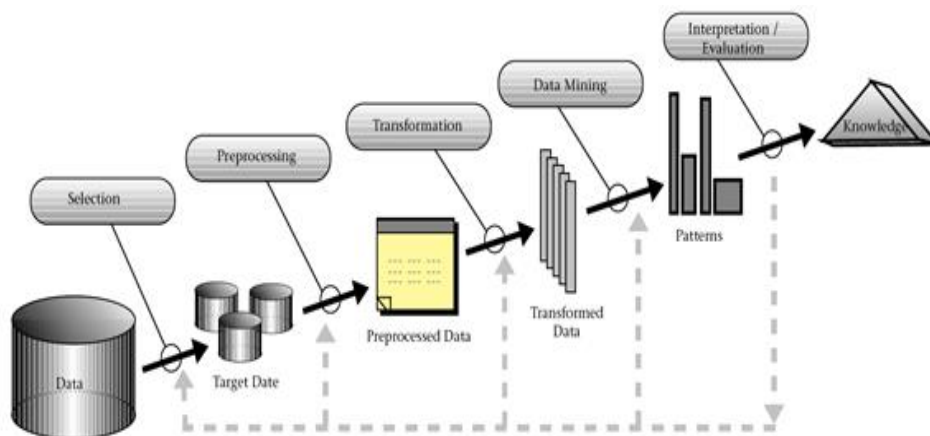 Interpretation /
Evaluation
Data Mining
Transformation
Preprocessing
Selection
Knowledge
Patterns
Transformed
Data
Preprocessed Data
Target Date
Data